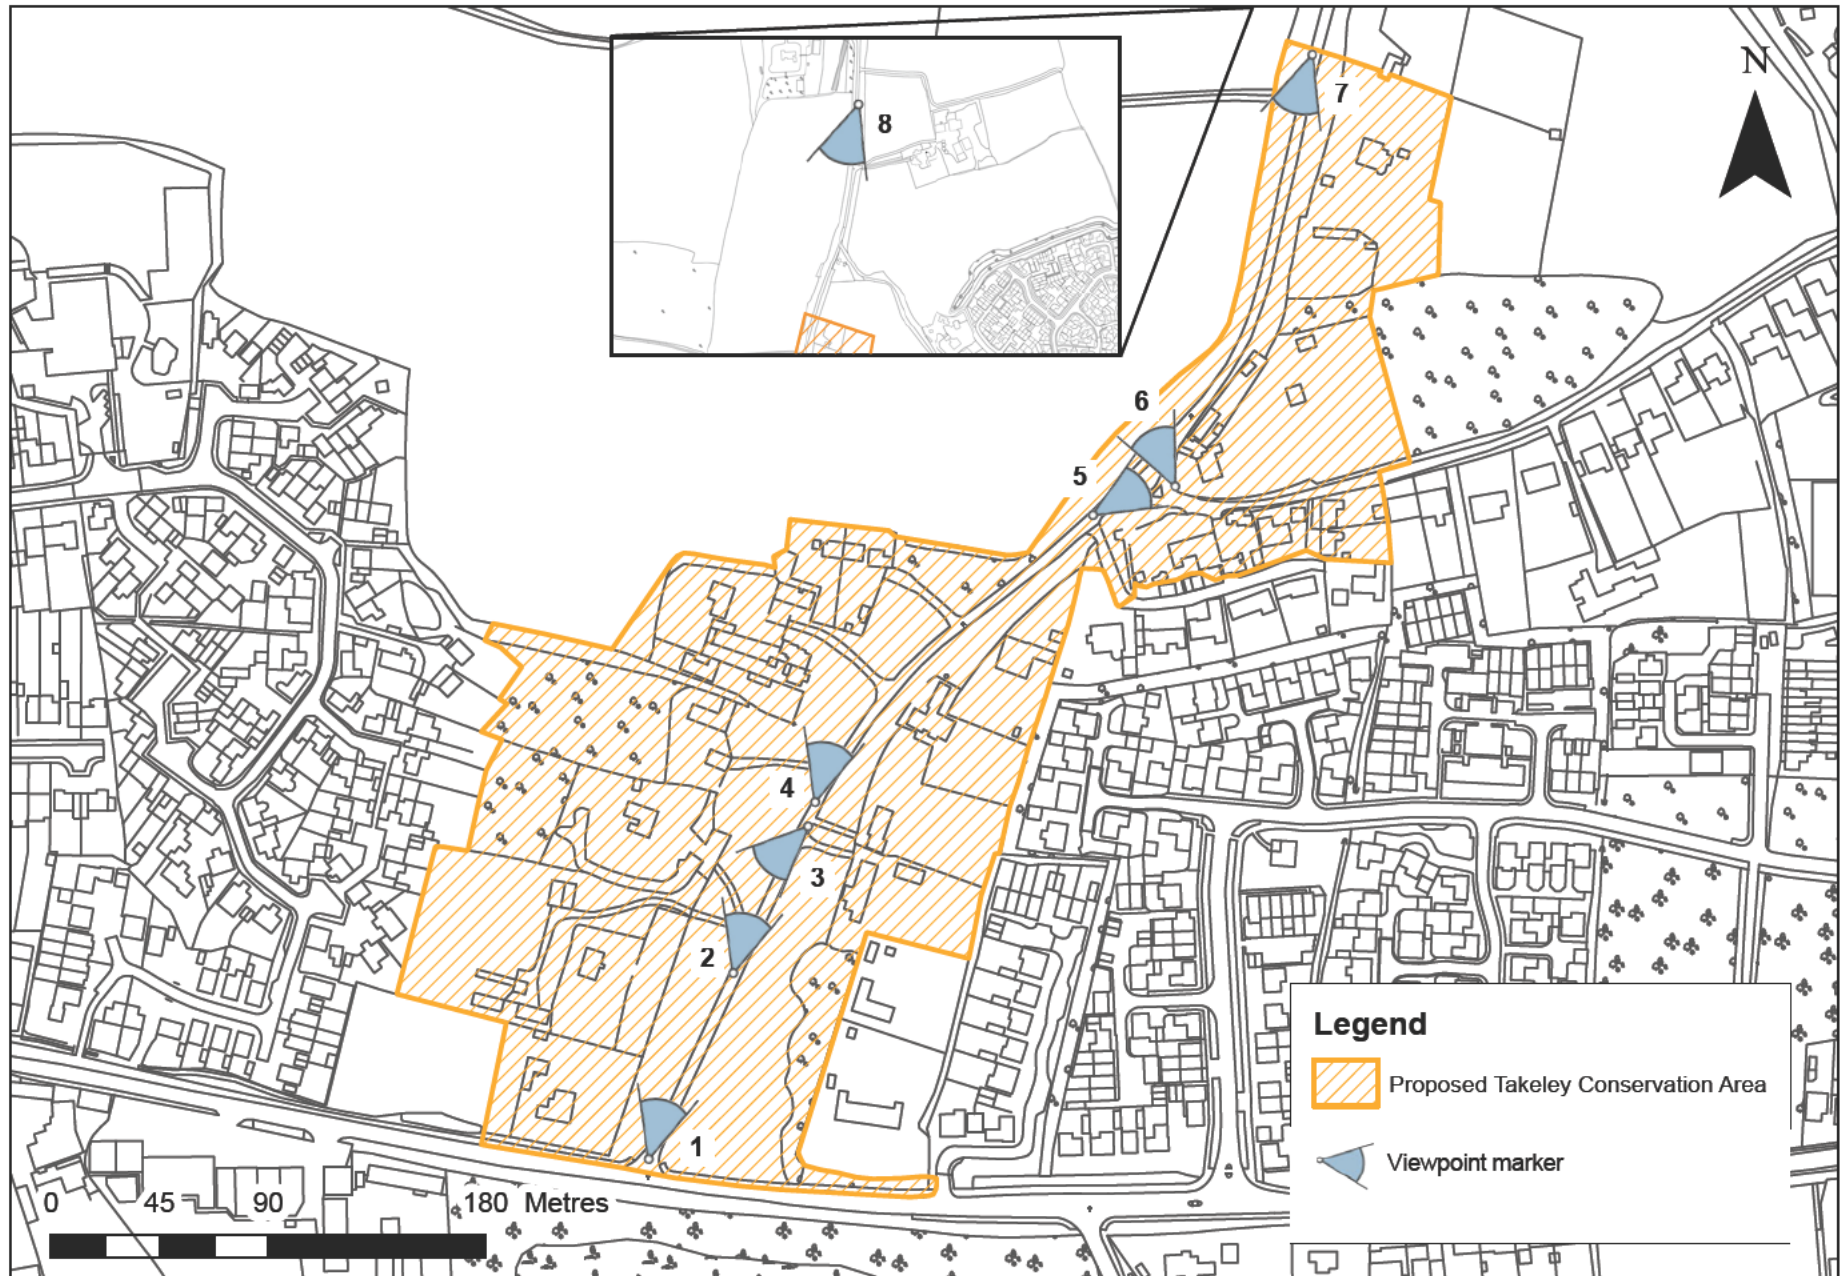 N
8
7
6
5
4
3
2
1
Legend
Proposed Takeley Conservation Area
Viewpoint marker
0 45 90 180 Metres